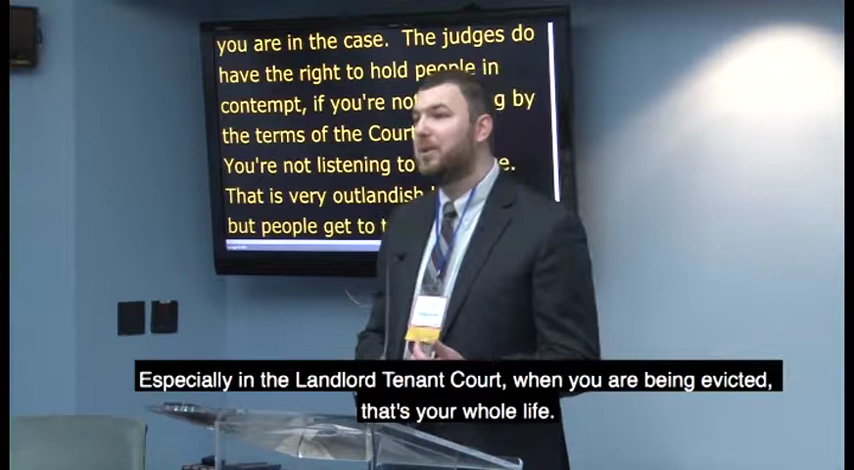 you are in the case. The judges do
have the right to hold people in
contempt, if you're not g by
the terms of the Court
You're not listening to e.
That is very outlandish
but people get to t
Especially in the Landlord Tenant Court, when you are being evicted,
that's your whole life.